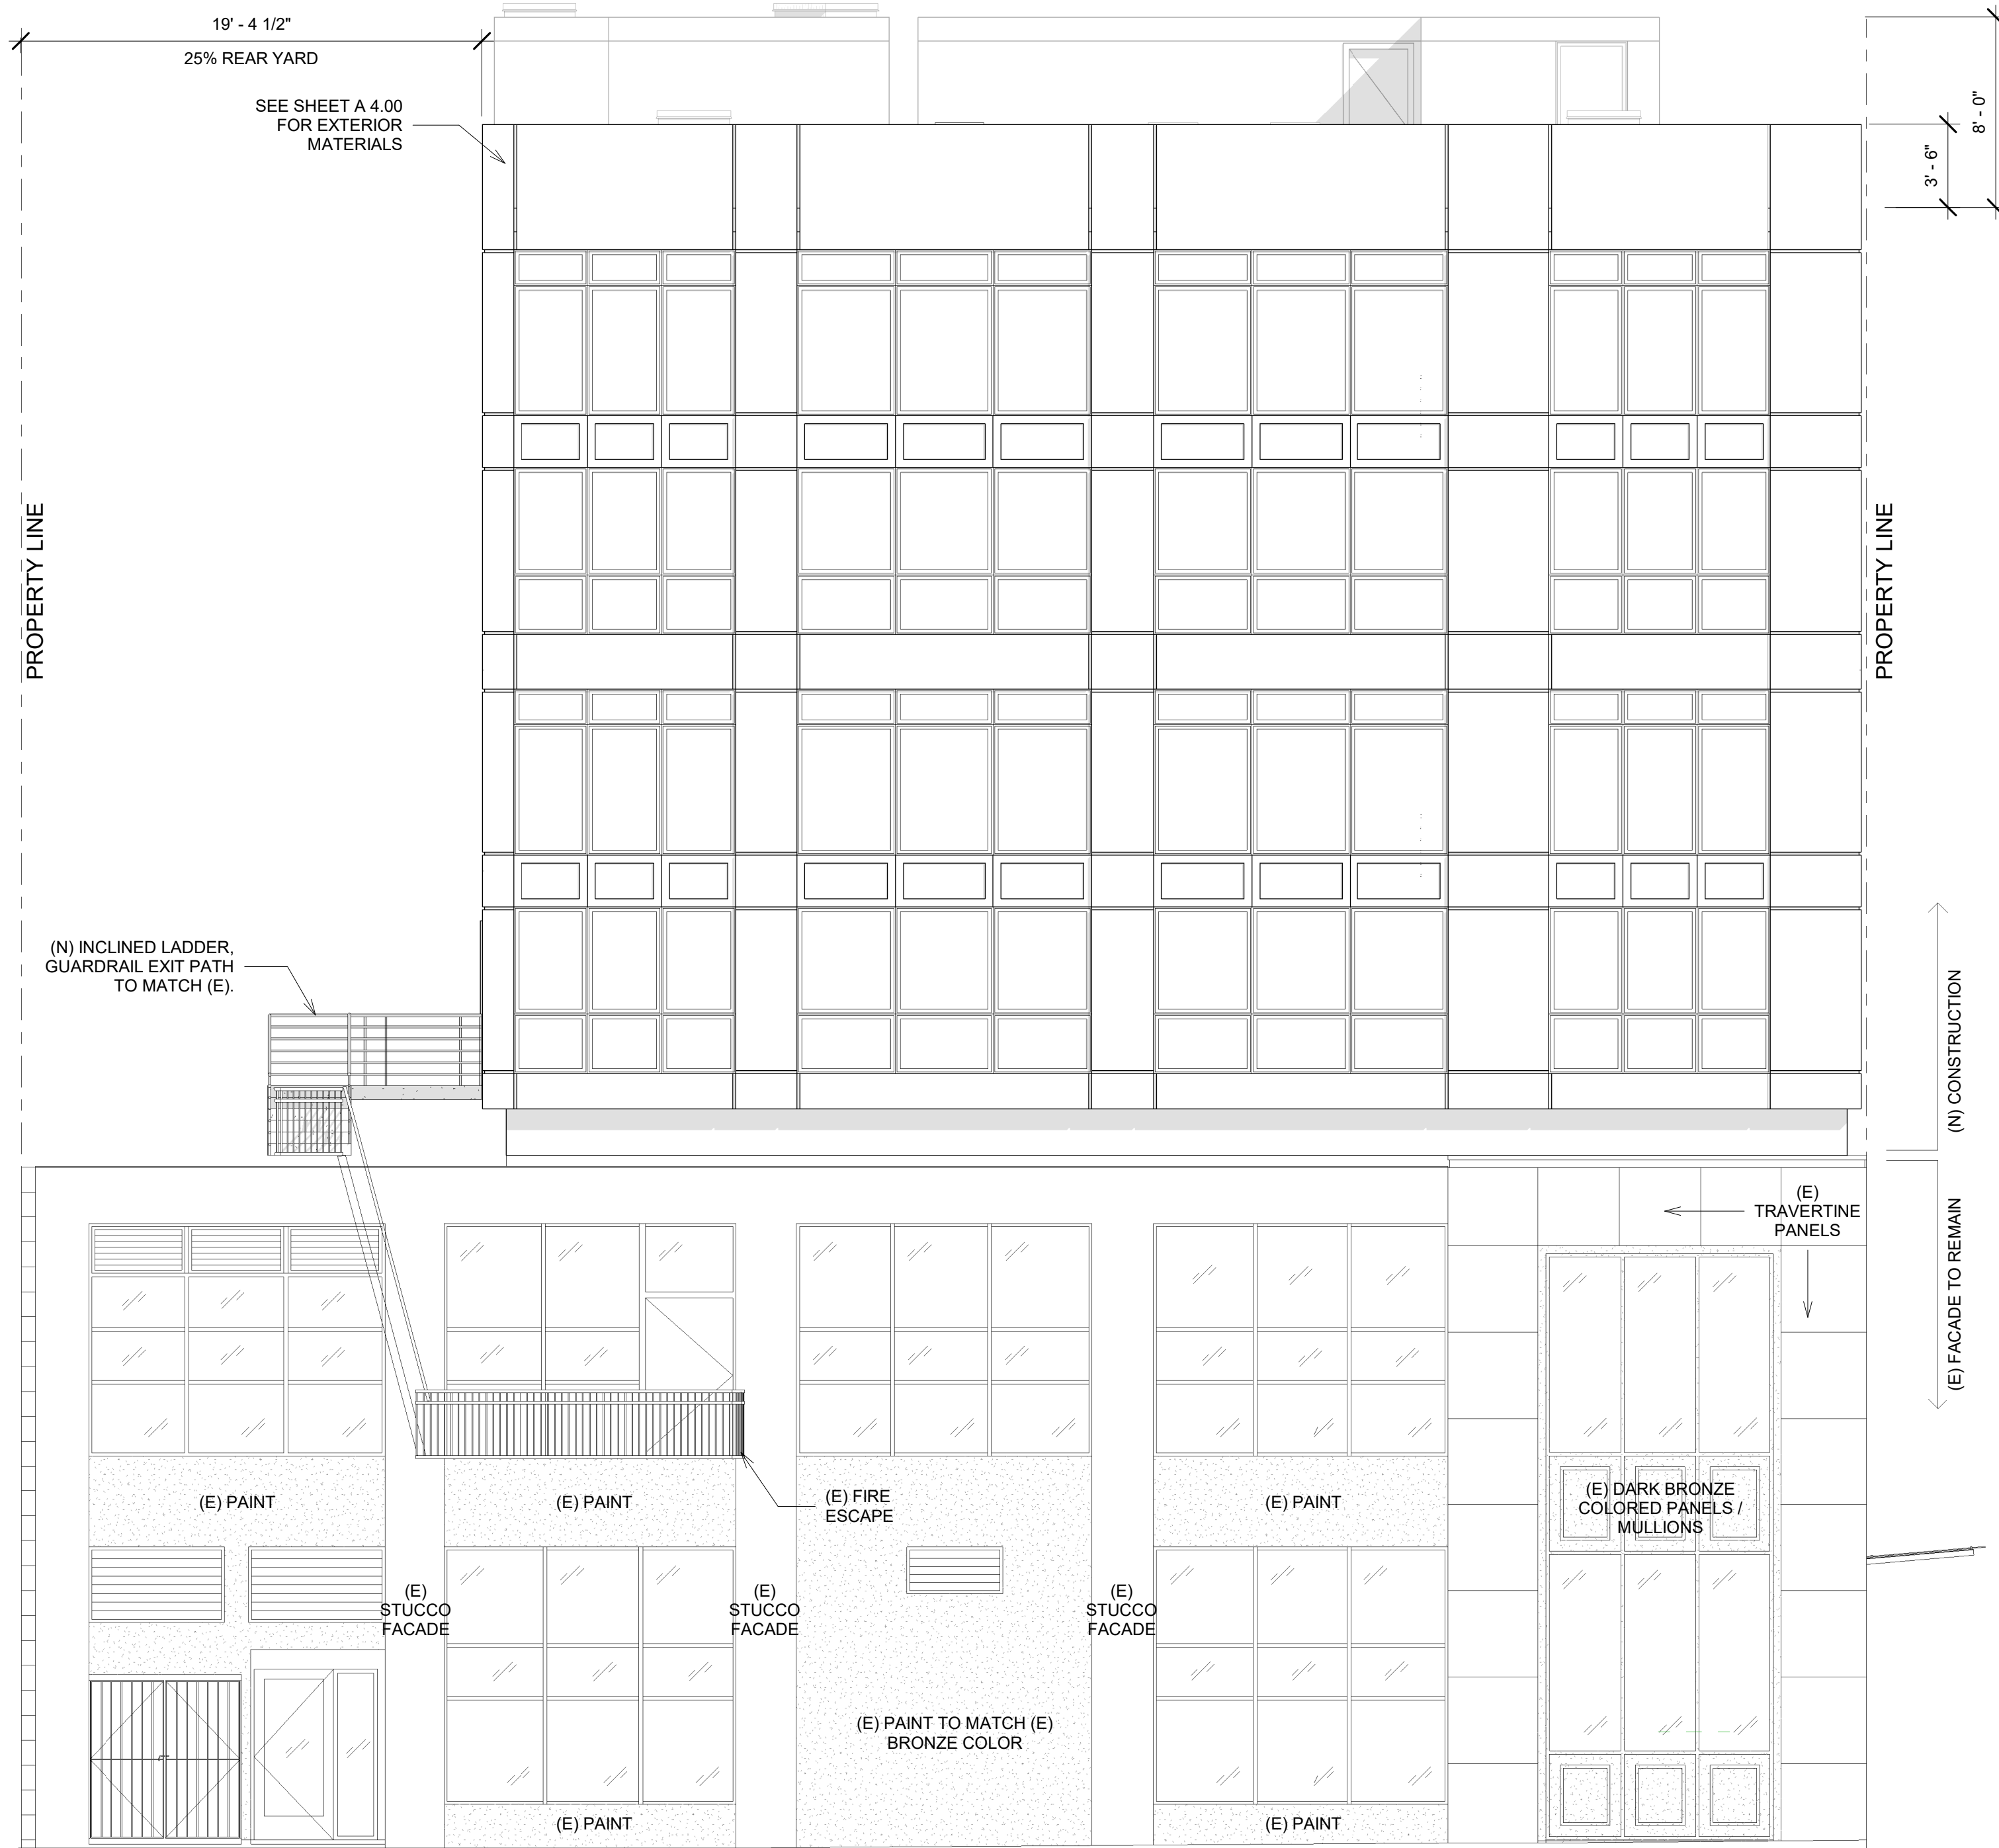 19' - 4 1/2"
25% REAR YARD
SEE SHEET A 4.00
FOR EXTERIOR
MATERIALS
8' - 0"
3' - 6"
PROPERTY LINE
PROPERTY LINE
(N) INCLINED LADDER,
GUARDRAIL EXIT PATH
TO MATCH (E).
(N) CONSTRUCTION
(E) FACADE TO REMAIN
(E)
TRAVERTINE
PANELS
(E) PAINT
(E) PAINT
(E) FIRE
ESCAPE
(E) PAINT
(E) DARK BRONZE
COLORED PANELS /
MULLIONS
(E)
STUCCO
FACADE
(E)
STUCCO
FACADE
(E)
STUCCO
FACADE
(E) PAINT TO MATCH (E)
BRONZE COLOR
(E) PAINT
(E) PAINT